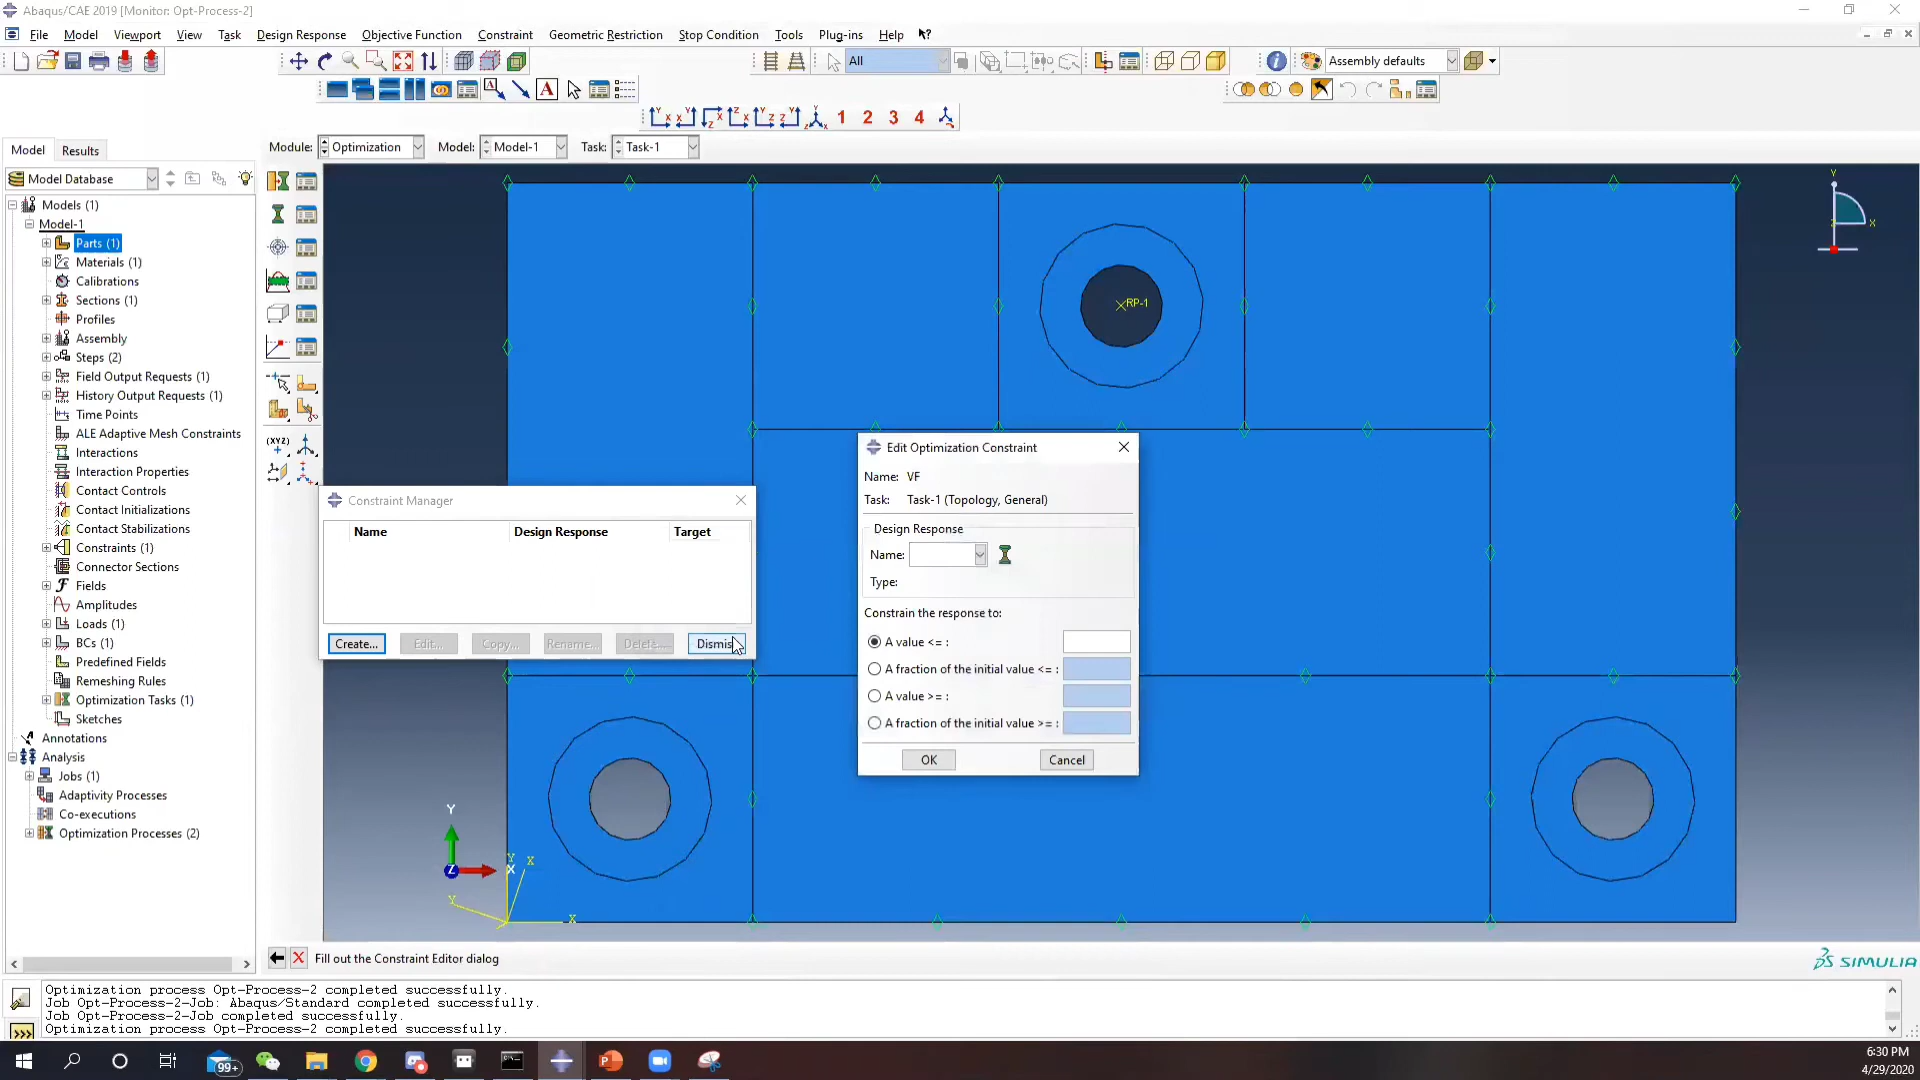 Abaqus/CAE 2019 [Monitor: Opt-Process-2]
File Model Viewport View Task Design Response Objective Function Constraint Geometric Restriction Stop Condition Tools Plug-ins Help
All
Assembly defaults
1 2 3 4
Model Results
Module: Optimization Model: Model-1 Task: Task-1
Model Database
Models (1)
Model-1
Parts (1)
Materials (1)
Calibrations
Sections (1)
Profiles
Assembly
Steps (2)
Field Output Requests (1)
History Output Requests (1)
Time Points
ALE Adaptive Mesh Constraints
Interactions
Interaction Properties
Contact Controls
Contact Initializations
Contact Stabilizations
Constraints (1)
Connector Sections
Fields
Amplitudes
Loads (1)
BCs (1)
Predefined Fields
Remeshing Rules
Optimization Tasks (1)
Sketches
Annotations
Analysis
Jobs (1)
Adaptivity Processes
Co-executions
Optimization Processes (2)
(XYZ)
RP-1
Y
X
Constraint Manager
Name Design Response Target
Create... Edit... Copy... Rename... Delete... Dismis
Edit Optimization Constraint
Name: VF
Task: Task-1 (Topology, General)
Design Response
Name:
Type:
Constrain the response to:
A value <= :
A fraction of the initial value <= :
A value >= :
A fraction of the initial value >= :
OK Cancel
Y
Z
X
Y
X
Y
X
Fill out the Constraint Editor dialog
SIMULIA
Optimization process Opt-Process-2 completed successfully.
Job Opt-Process-2-Job: Abaqus/Standard completed successfully.
Job Opt-Process-2-Job completed successfully.
Optimization process Opt-Process-2 completed successfully.
>>>
99+
6:30 PM
4/29/2020